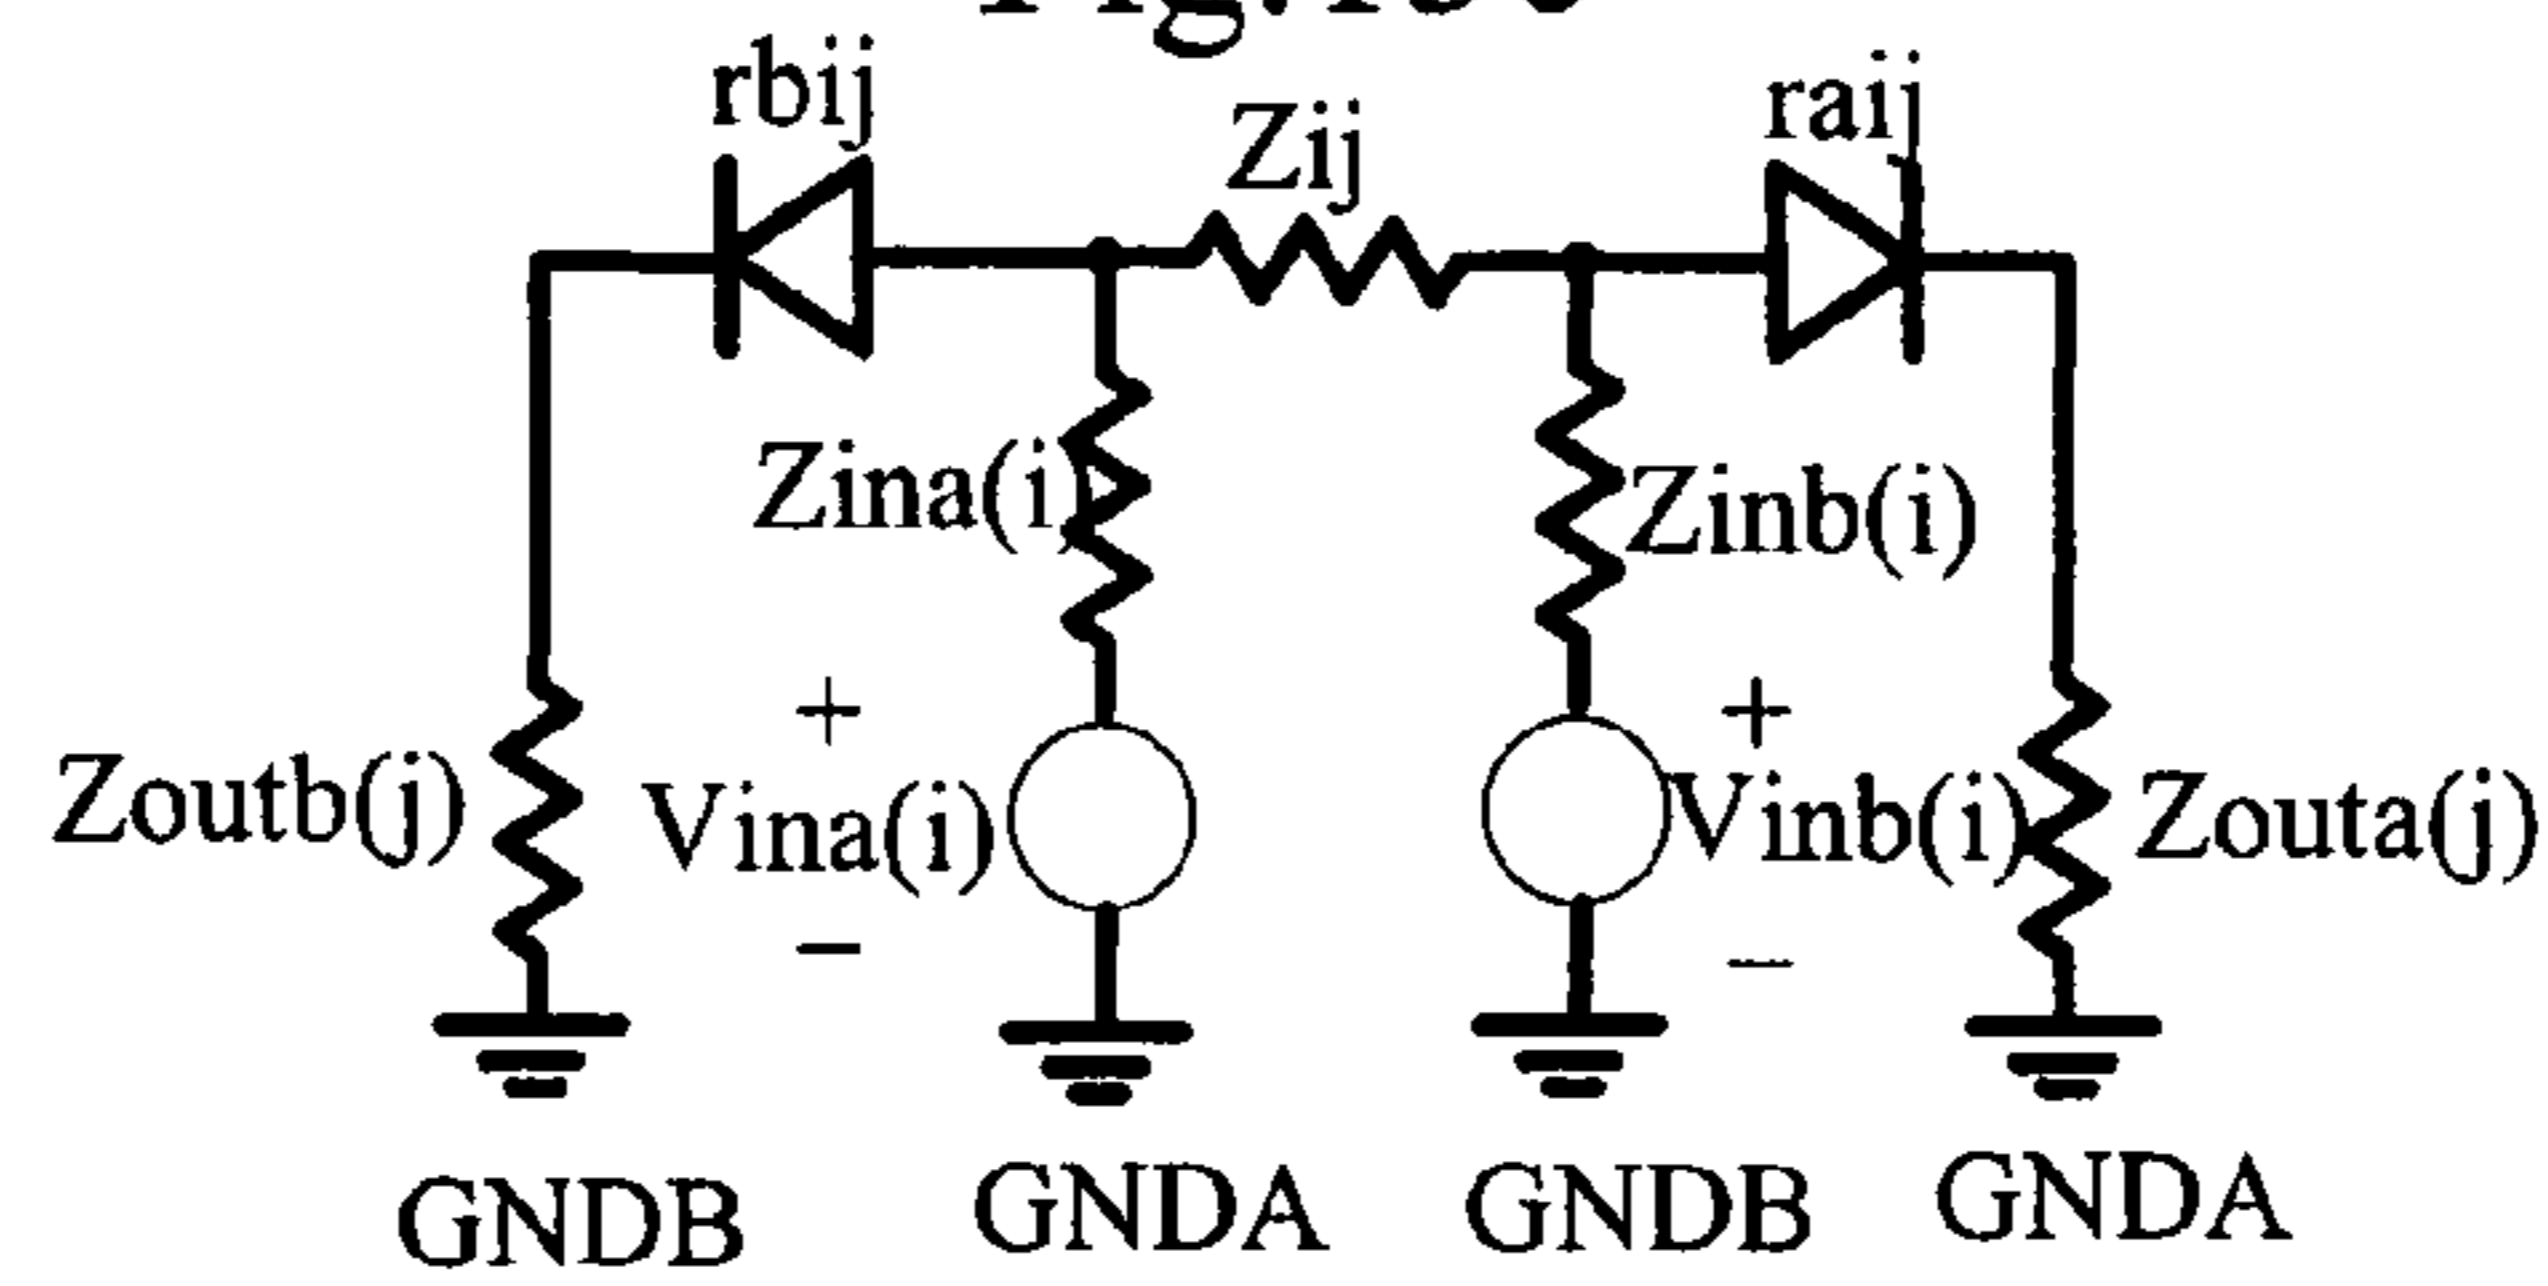 rbij
Zij
raij
Zina(i)
Zinb(i)
+
+
Zoutb(j)
Vina(i)
Vinb(i)
Zouta(j)
−
−
GNDB
GNDA
GNDB
GNDA